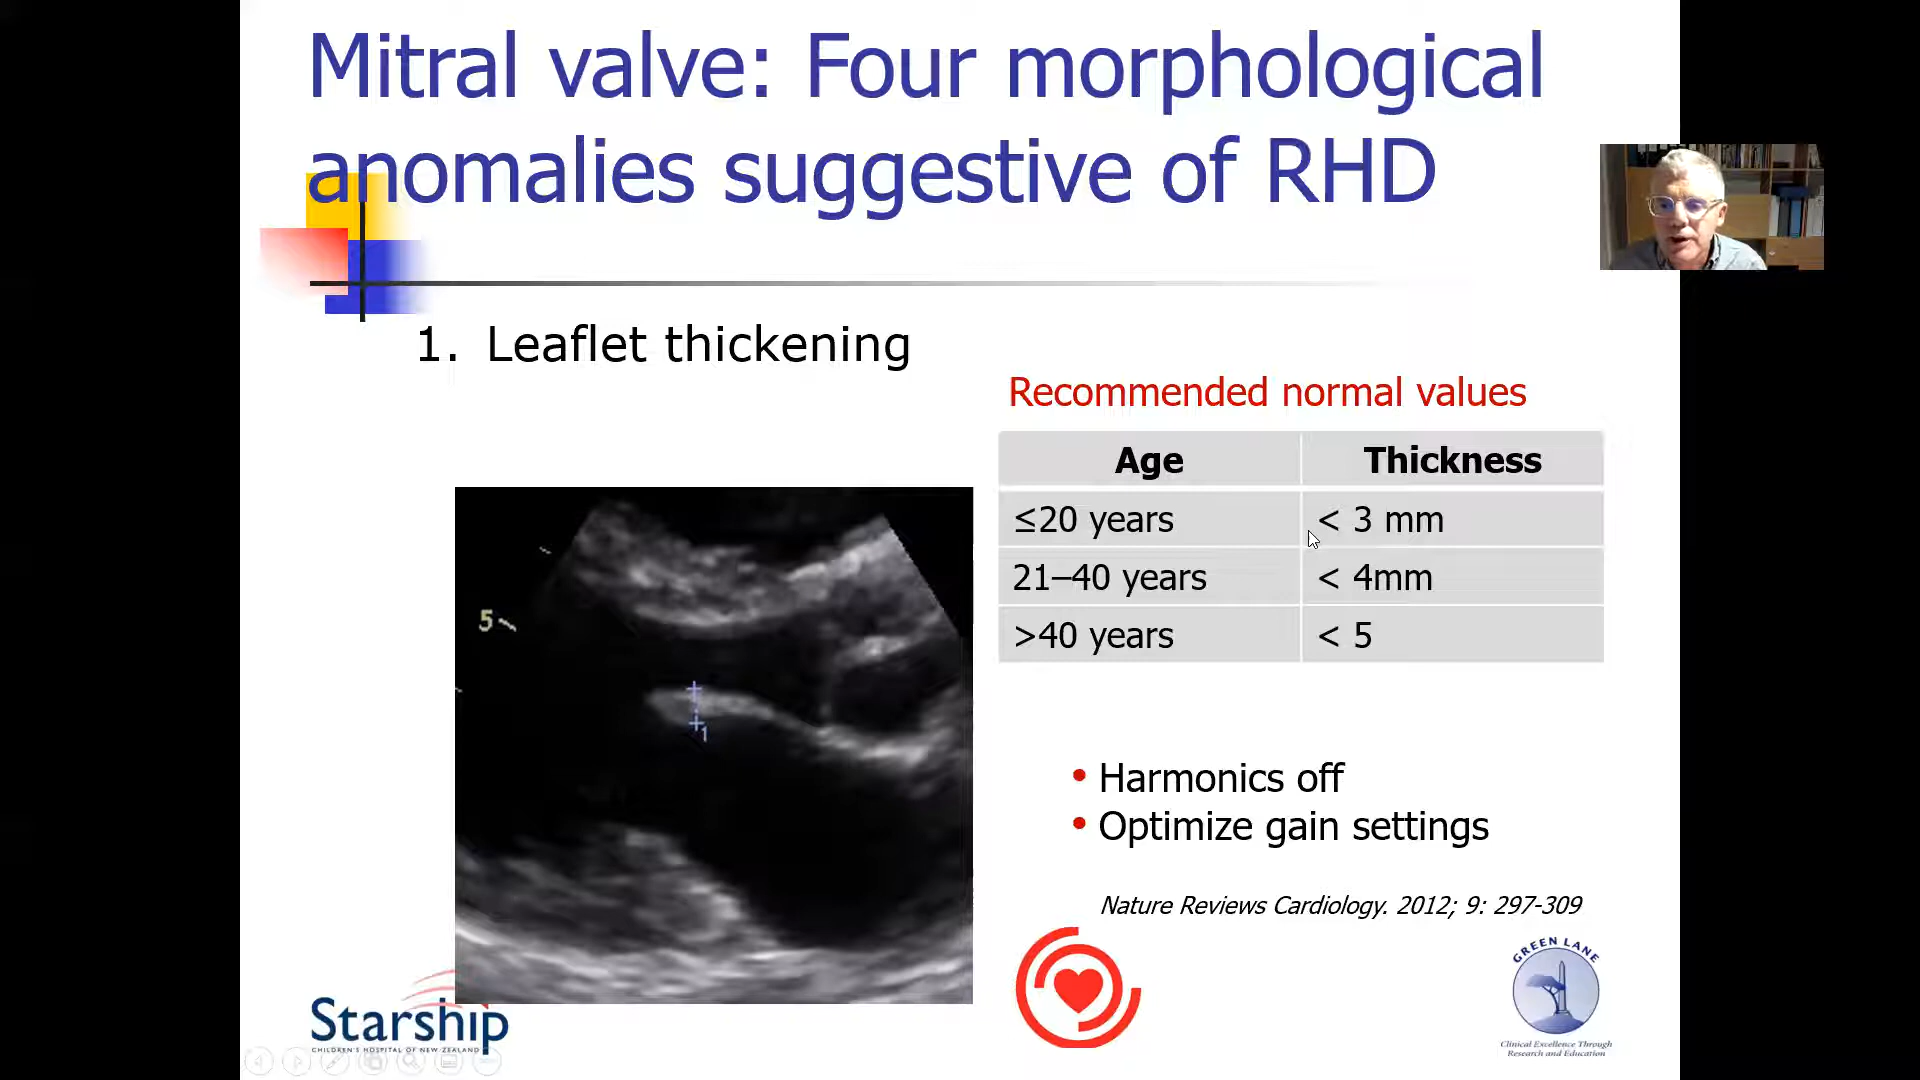 Mitral valve: Four morphological
anomalies suggestive of RHD
1. Leaflet thickening
Recommended normal values
Age Thickness
≤20 years < 3 mm
21–40 years < 4mm
>40 years < 5
5
1
• Harmonics off
• Optimize gain settings
Nature Reviews Cardiology. 2012; 9: 297-309
Starship
CHILDREN'S HOSPITAL OF NEW ZEALAND
GREEN LANE
Clinical Excellence Through
Research and Education